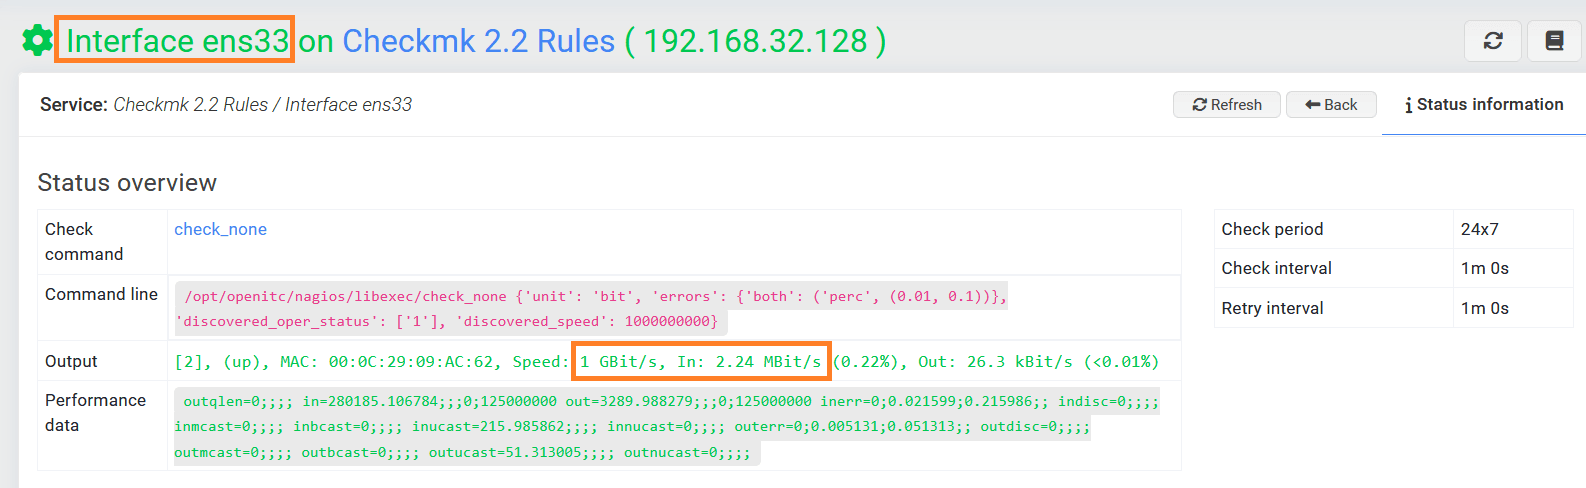 Interface ens33 on Checkmk 2.2 Rules ( 192.168.32.128 )
Service: Checkmk 2.2 Rules / Interface ens33
Refresh
Back
Status information
Status overview
Check command
check_none
Command line
/opt/openitc/nagios/libexec/check_none {'unit': 'bit', 'errors': {'both': ('perc', (0.01, 0.1))},
'discovered_oper_status': ['1'], 'discovered_speed': 1000000000}
Output
[2], (up), MAC: 00:0C:29:09:AC:62, Speed: 1 GBit/s, In: 2.24 MBit/s (0.22%), Out: 26.3 kBit/s (<0.01%)
Performance data
outqlen=0;;;; in=280185.106784;;;0;125000000 out=3289.988279;;;0;125000000 inerr=0;0.021599;0.215986;; indisc=0;;;;
inmcast=0;;;; inbcast=0;;;; inucast=215.985862;;;; innucast=0;;;; outerr=0;0.005131;0.051313;; outdisc=0;;;;
outmcast=0;;;; outbcast=0;;;; outucast=51.313005;;;; outnucast=0;;;;
Check period 24x7
Check interval 1m 0s
Retry interval 1m 0s